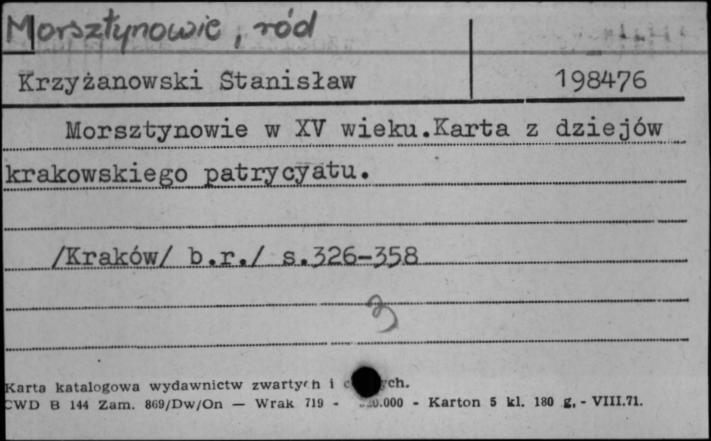 Morsztynowie, ród
Krzyżanowski Stanisław 198476
Morsztynowie w XV wieku.Karta z dziejów
krakowskiego patrycyatu.
/Kraków/ b.r./ s.326-358
Karta katalogowa wydawnictw zwartych i
CWD B 144 Zam. 869/Dw/On — Wrak 719 - - Karton 5 kl. 180 g. - VIII.71.